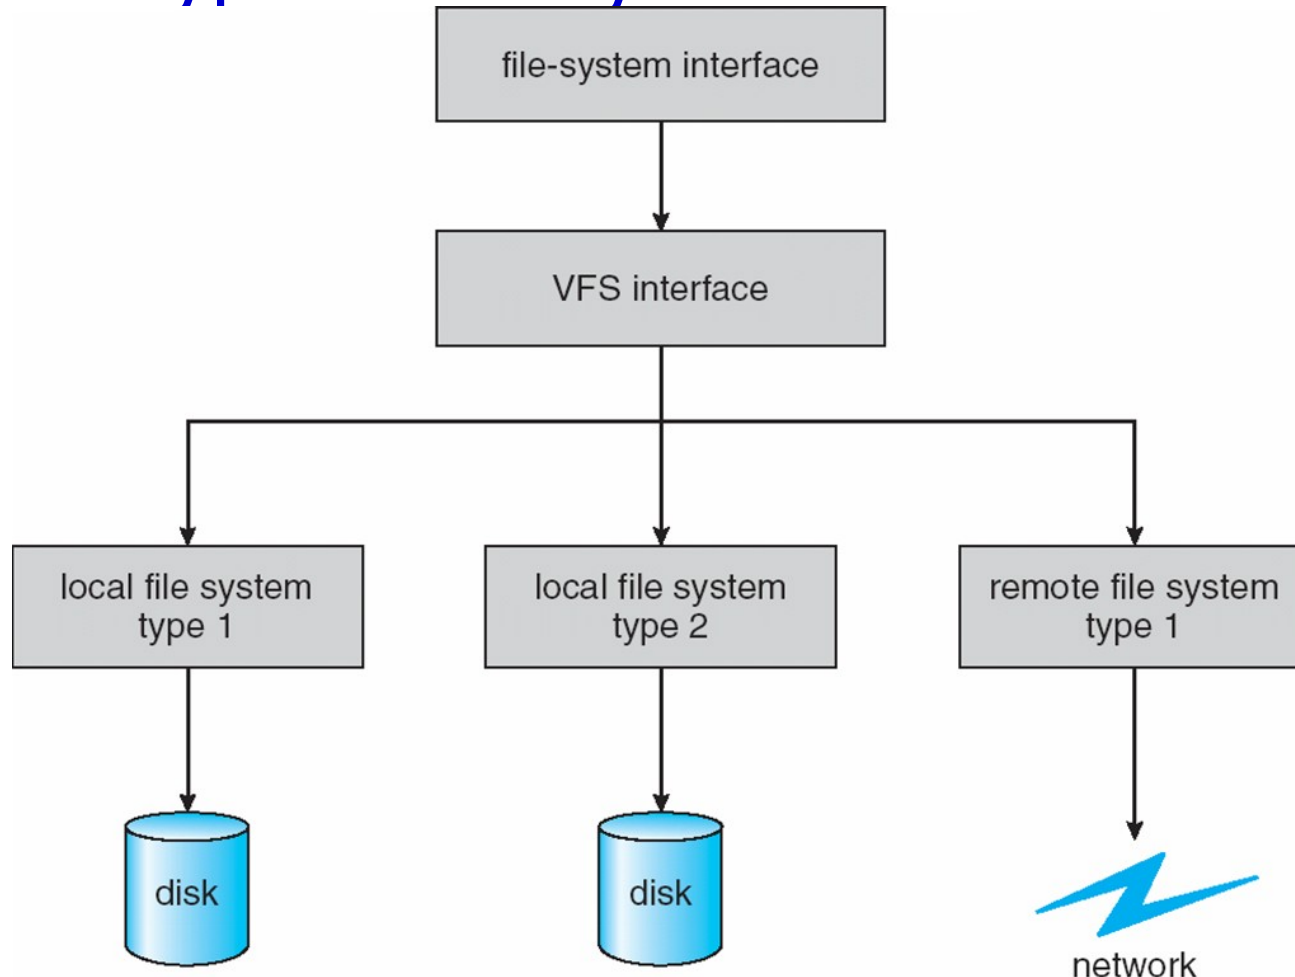 file-system interface
VFS interface
local file system
type 1
local file system
type 2
remote file system
type 1
disk
disk
network